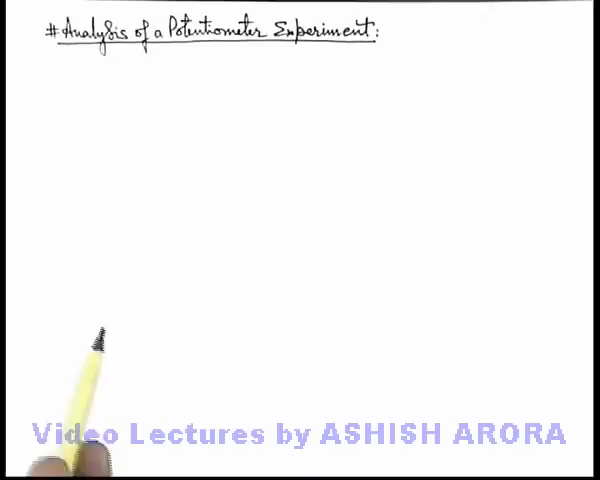 # Analysis of a Potentiometer Experiment:
Video Lectures by ASHISH ARORA